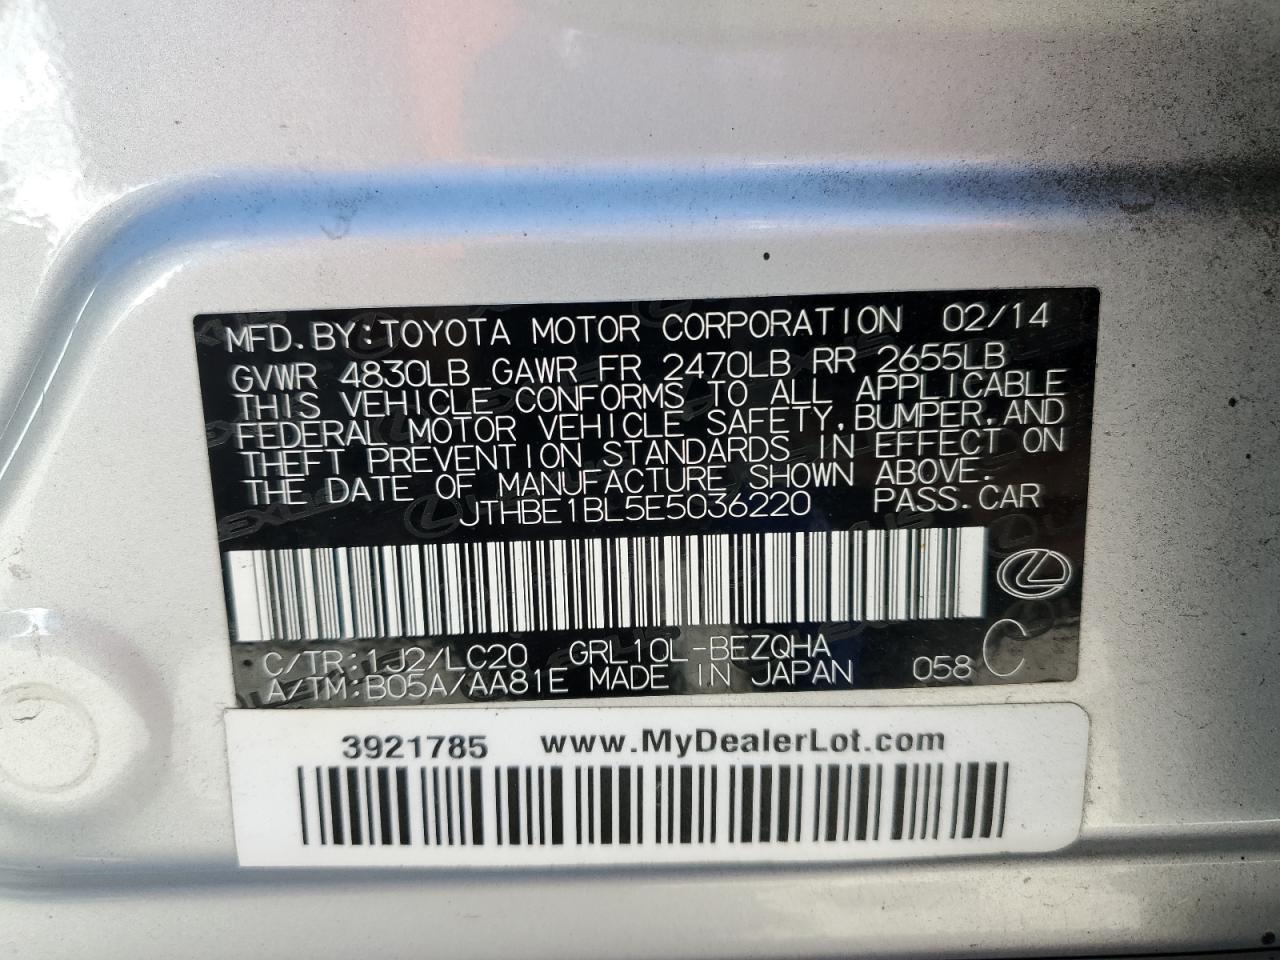 MFD. BY: TOYOTA MOTOR CORPORATION 02/14
GVWR 4830LB GAWR FR 2470LB RR 2655LB
THIS VEHICLE CONFORMS TO ALL APPLICABLE
FEDERAL MOTOR VEHICLE SAFETY, BUMPER, AND
THEFT PREVENTION STANDARDS IN EFFECT ON
THE DATE OF MANUFACTURE SHOWN ABOVE.
JTHBE1BL5E5036220 PASS. CAR
C/TR: 1J2/LC20 GRL10L-BEZQHA
A/TM: B05A/AA81E MADE IN JAPAN 058 C
3921785 www.MyDealerLot.com